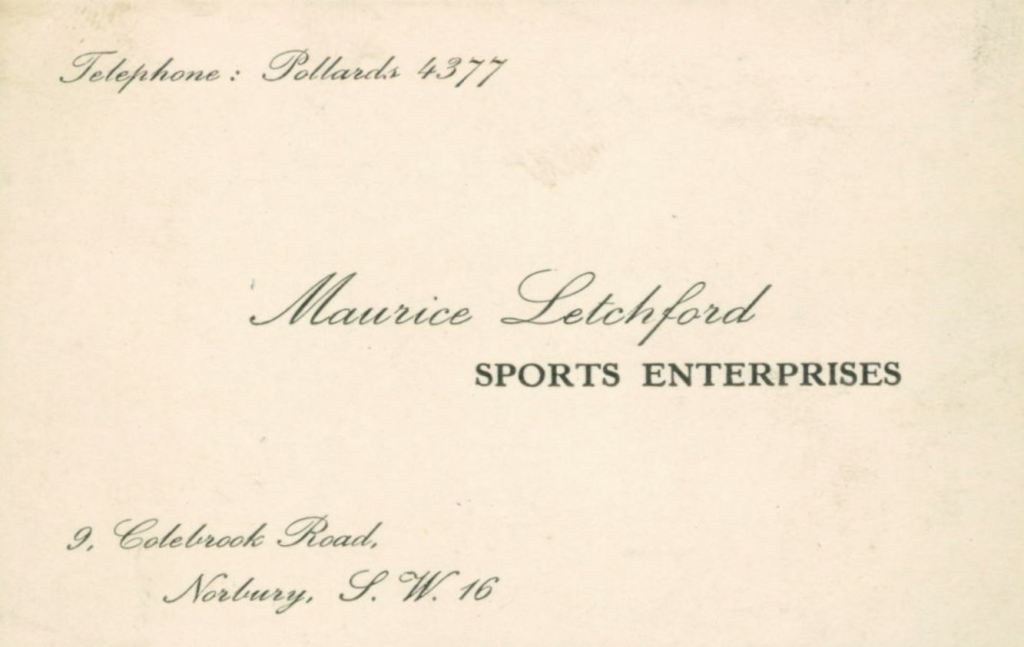 Telephone: Pollards 4377
Maurice Letchford
SPORTS ENTERPRISES
9, Colebrook Road,
Norbury, S. W. 16